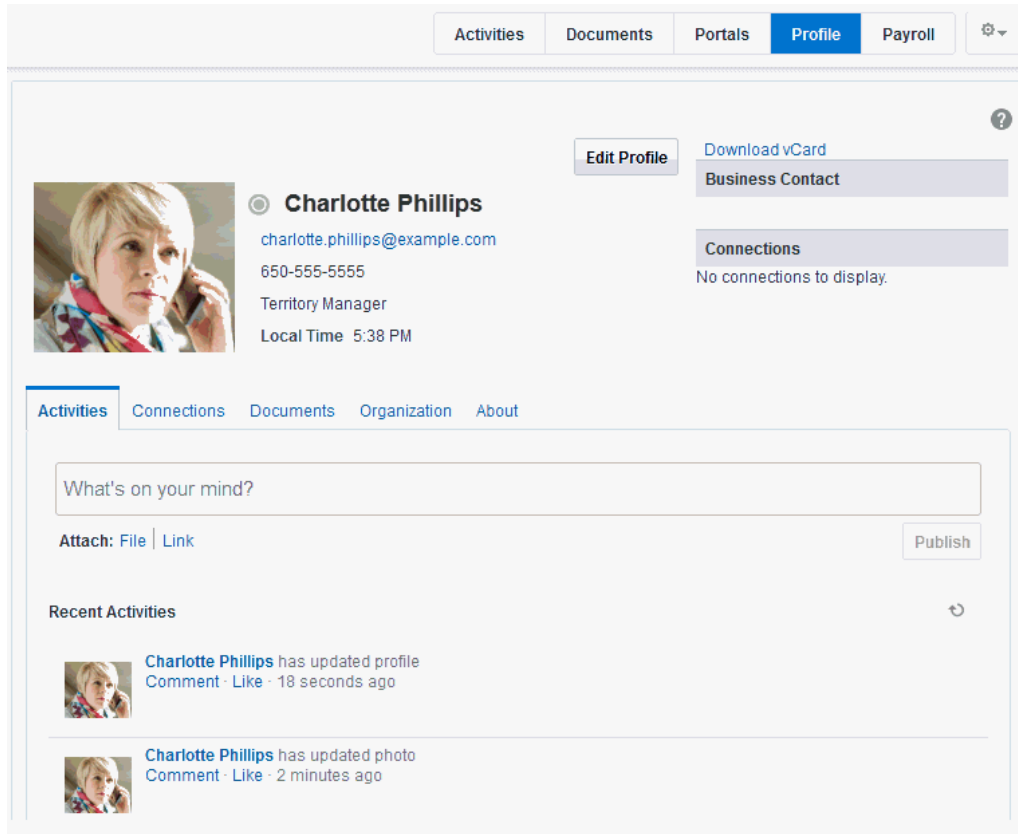 Activities Documents Portals Profile Payroll
?
Edit Profile
Download vCard
Business Contact
Charlotte Phillips
charlotte.phillips@example.com
650-555-5555
Territory Manager
Local Time 5:38 PM
Connections
No connections to display.
Activities Connections Documents Organization About
What's on your mind?
Attach: File | Link
Publish
Recent Activities
Charlotte Phillips has updated profile
Comment · Like · 18 seconds ago
Charlotte Phillips has updated photo
Comment · Like · 2 minutes ago